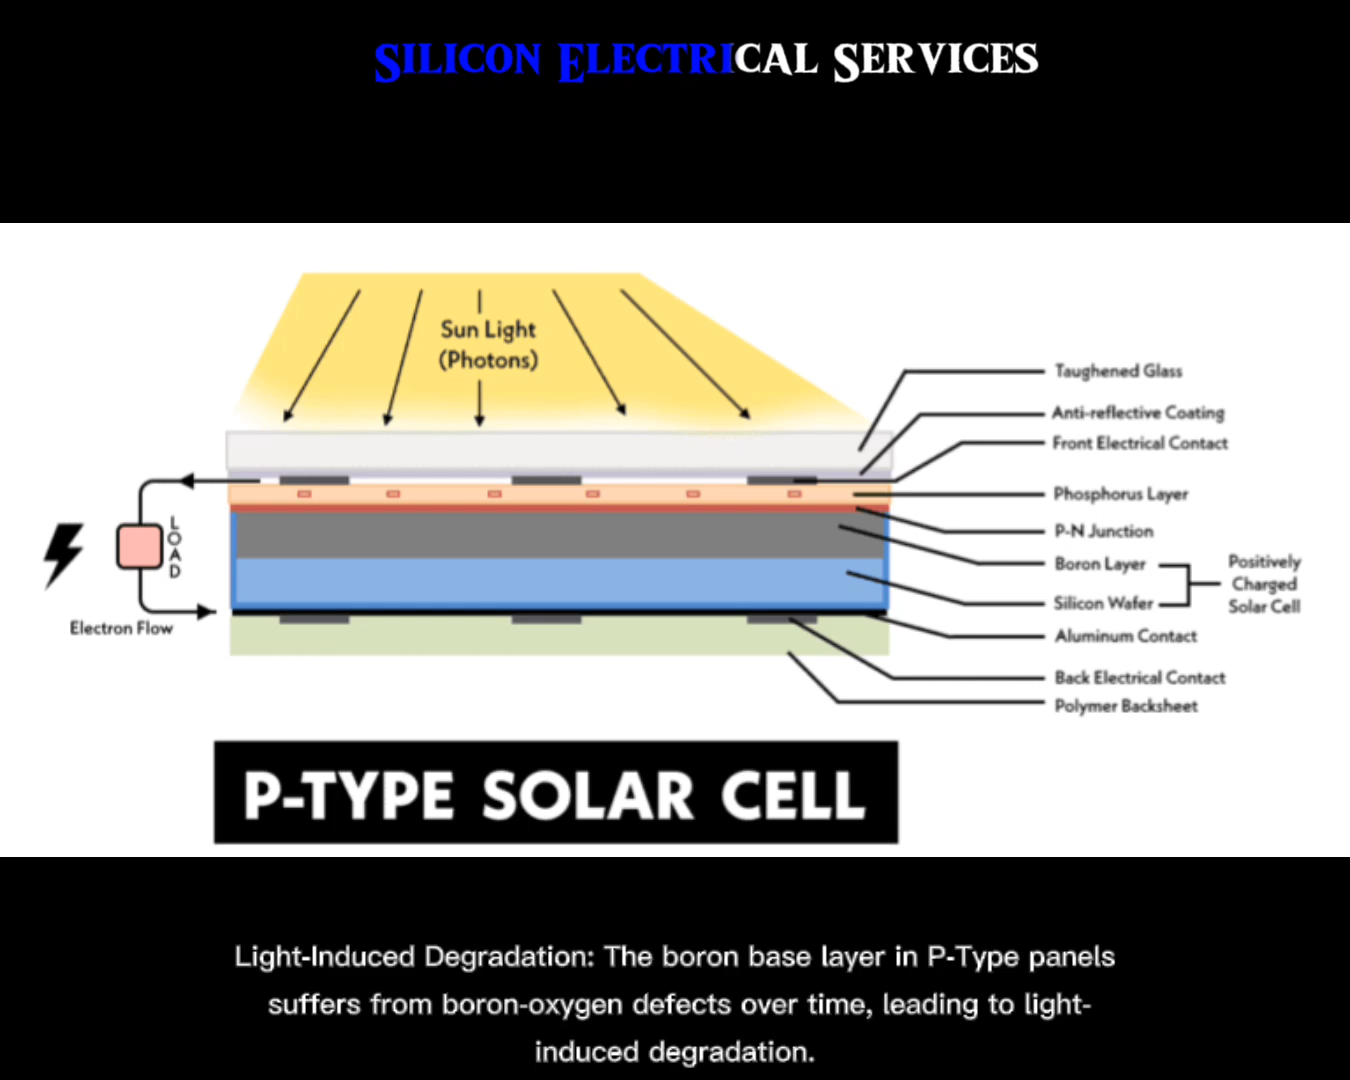 Silicon Electrical Services
Sun Light
(Photons)
Taughened Glass
Anti-reflective Coating
Front Electrical Contact
Phosphorus Layer
P-N Junction
Boron Layer
Silicon Wafer
Positively
Charged
Solar Cell
Aluminum Contact
Back Electrical Contact
Polymer Backsheet
LOAD
Electron Flow
P-TYPE SOLAR CELL
Light-Induced Degradation: The boron base layer in P-Type panels
suffers from boron-oxygen defects over time, leading to light-
induced degradation.